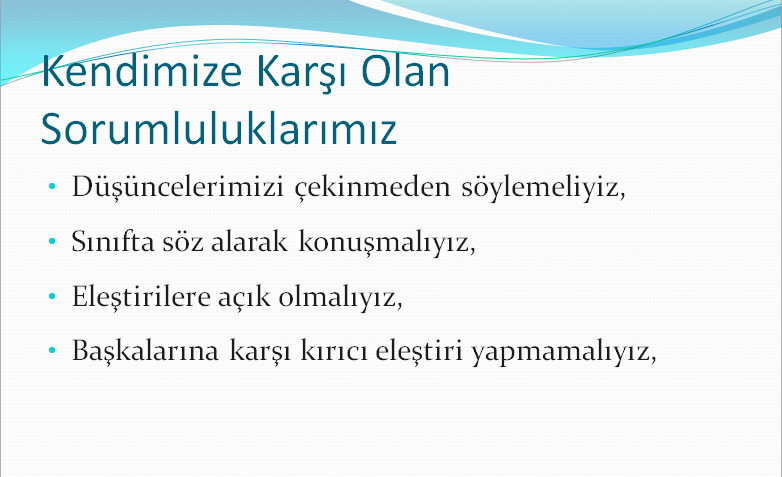 Kendimize Karşı Olan
Sorumluluklarımız
• Düşüncelerimizi çekinmeden söylemeliyiz,
• Sınıfta söz alarak konuşmalıyız,
• Eleştirilere açık olmalıyız,
• Başkalarına karşı kırıcı eleştiri yapmamalıyız,